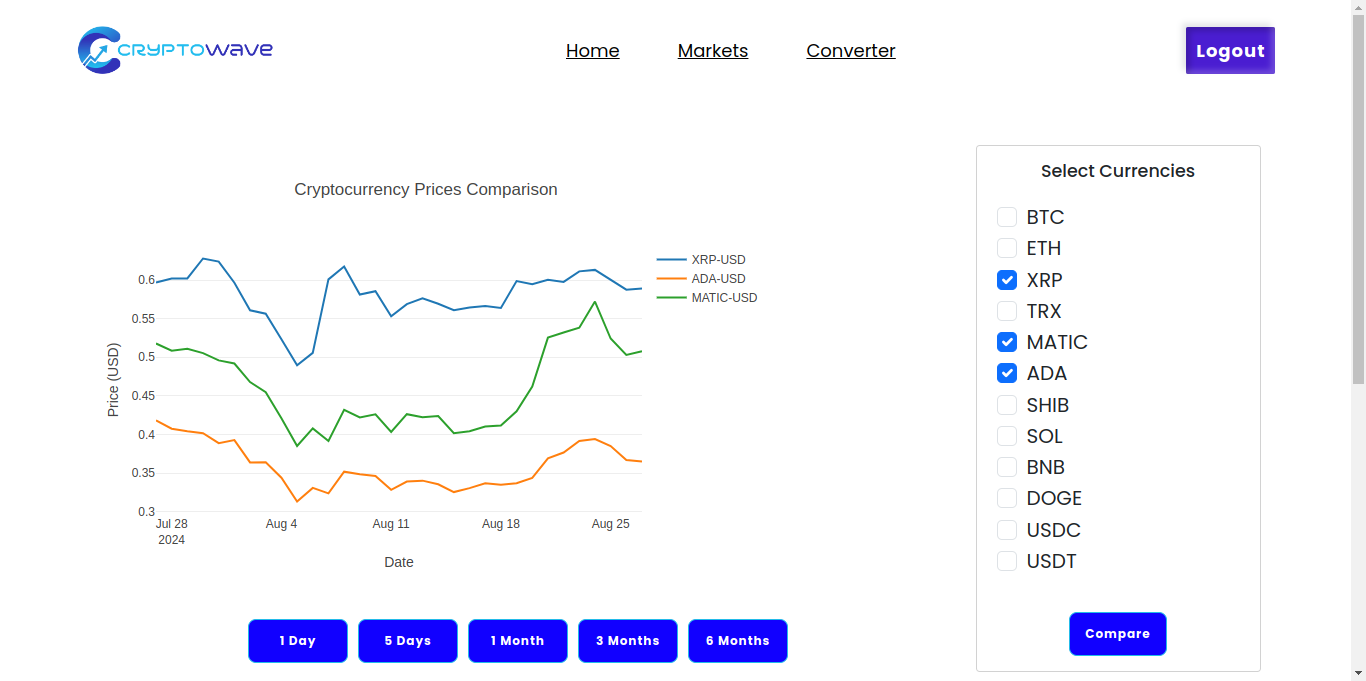 CRYPTOWAVE
Home Markets Converter
Logout
Cryptocurrency Prices Comparison
Price (USD)
0.6
0.55
0.5
0.45
0.4
0.35
0.3
Jul 28
2024
Aug 4
Aug 11
Aug 18
Aug 25
Date
XRP-USD
ADA-USD
MATIC-USD
1 Day
5 Days
1 Month
3 Months
6 Months
Select Currencies
BTC
ETH
XRP
TRX
MATIC
ADA
SHIB
SOL
BNB
DOGE
USDC
USDT
Compare